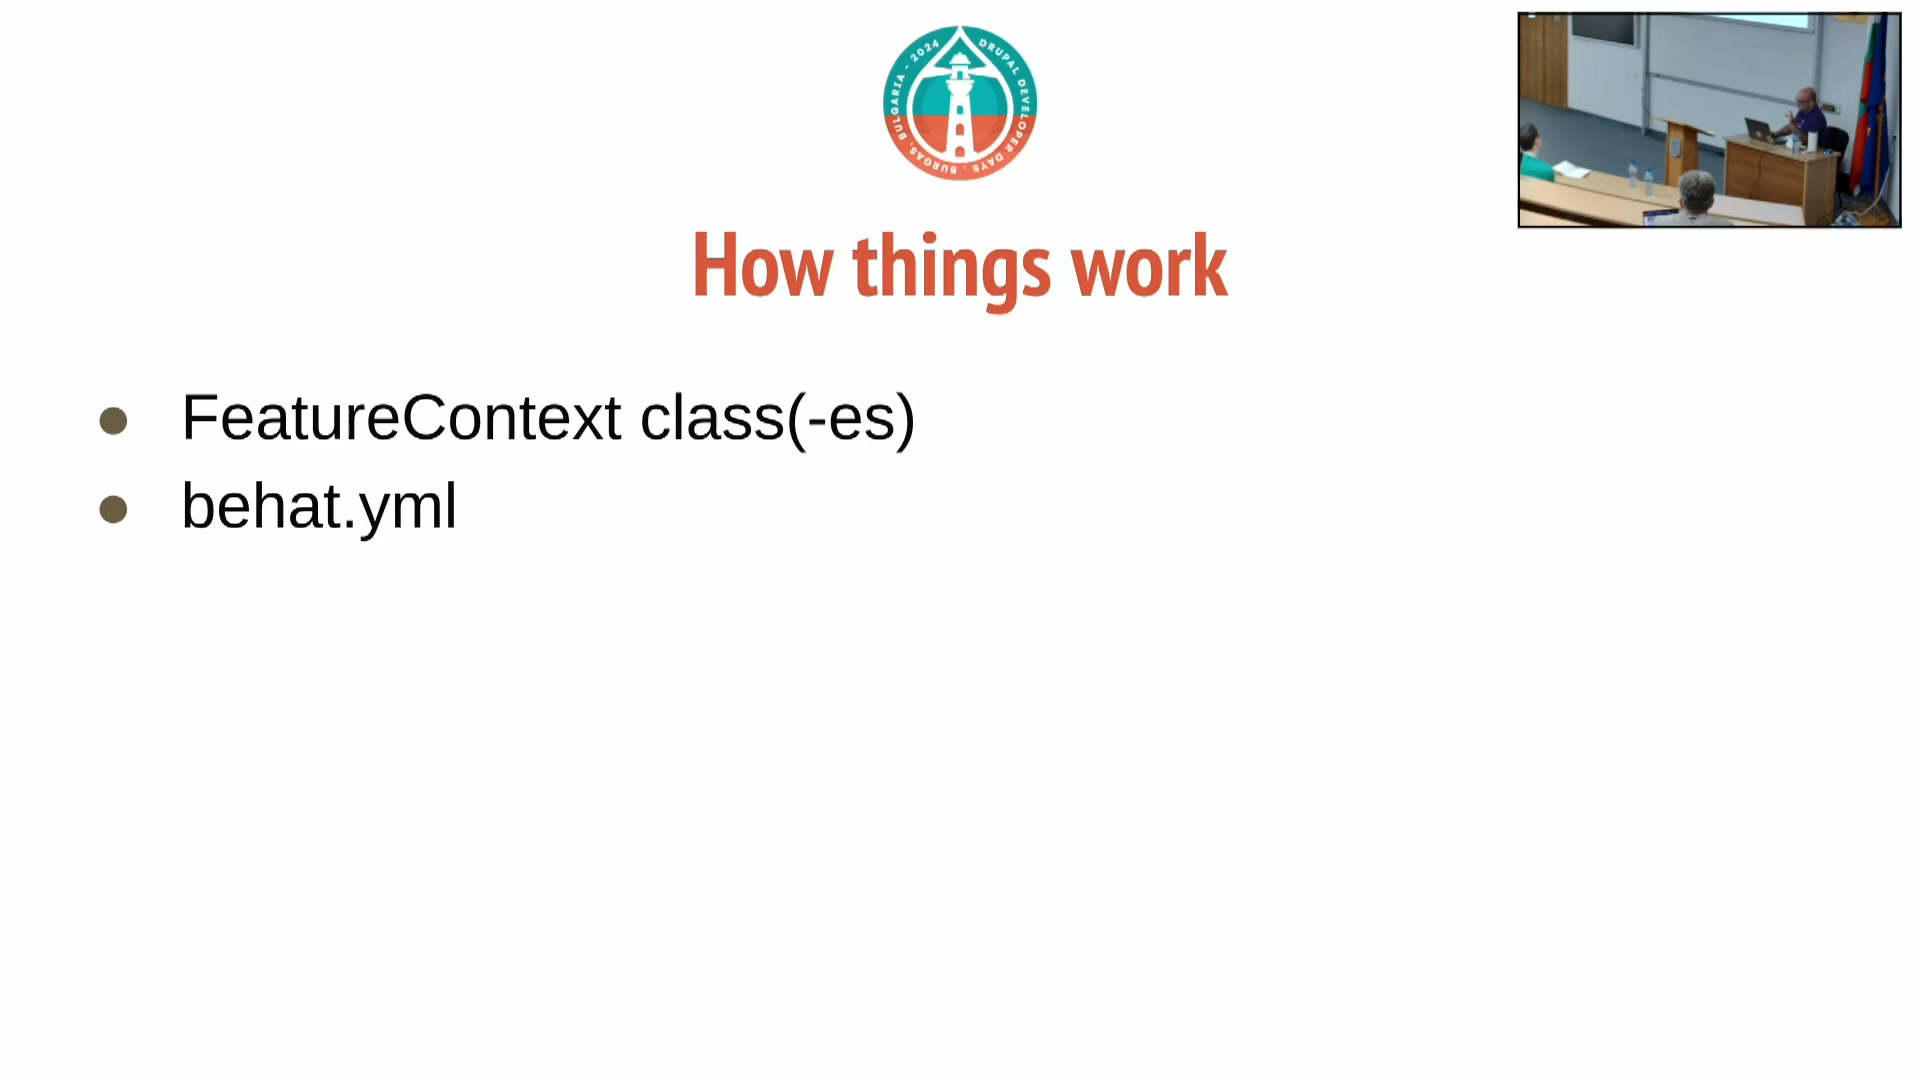 BURGAS, BULGARIA - 2024 DRUPAL DEVELOPER DAYS .
How things work
FeatureContext class(-es)
behat.yml